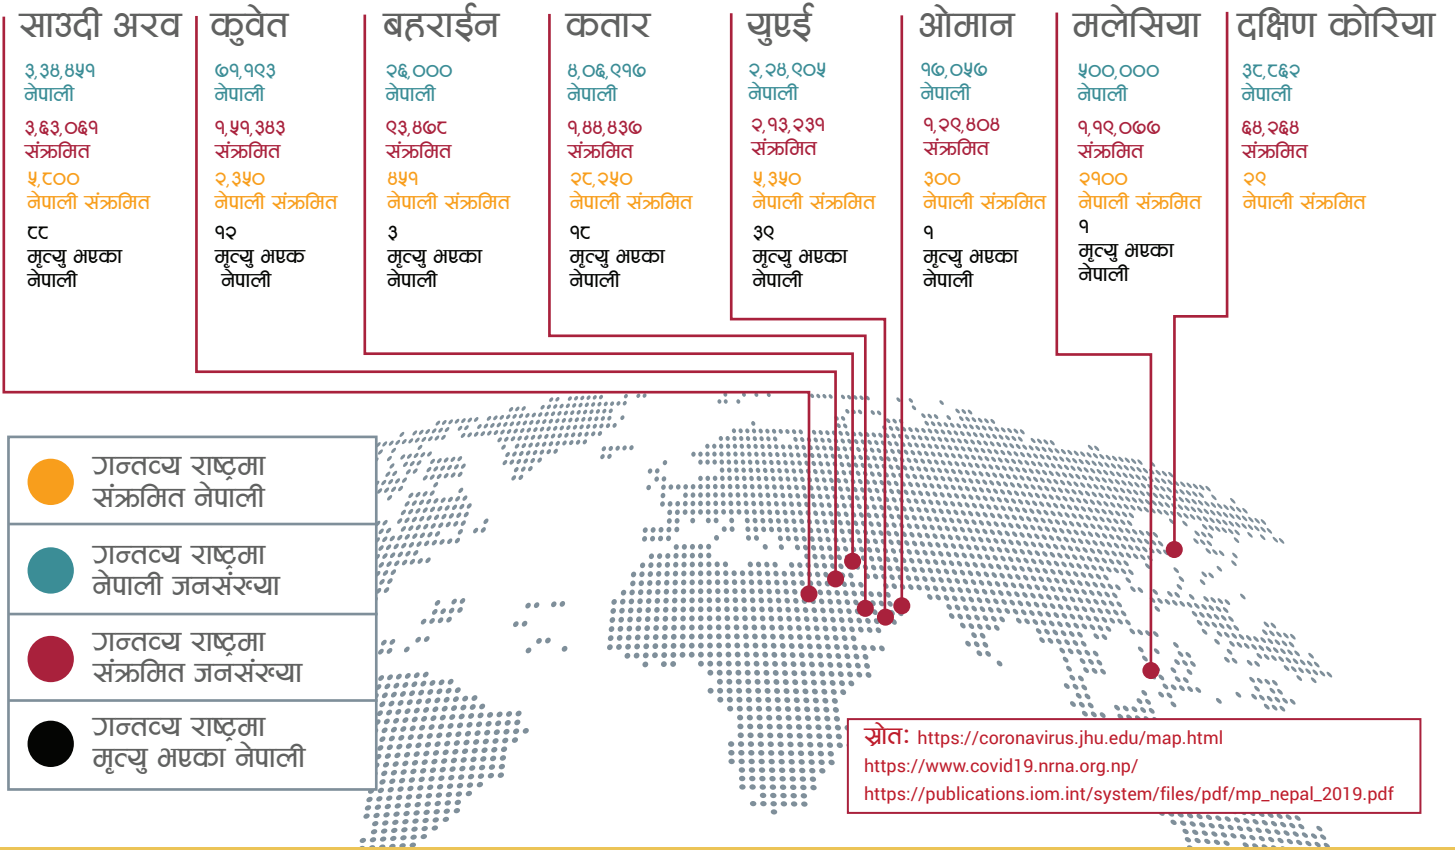 साउदी अरव
३,३४,४५१
नेपाली
३,६३,०६१
संक्रमित
५,८००
नेपाली संक्रमित
८८
मृत्यु भएका
नेपाली
कुवेत
७१,१९३
नेपाली
१,५१,३४३
संक्रमित
२,३५०
नेपाली संक्रमित
१२
मृत्यु भएक
नेपाली
बहराईन
२६,०००
नेपाली
९३,४७८
संक्रमित
४५१
नेपाली संक्रमित
३
मृत्यु भएका
नेपाली
कतार
४,०६,९१७
नेपाली
१,४४,४३७
संक्रमित
२८,२५०
नेपाली संक्रमित
१८
मृत्यु भएका
नेपाली
युएई
२,२४,९०५
नेपाली
२,१३,२३१
संक्रमित
५,३५०
नेपाली संक्रमित
३९
मृत्यु भएका
नेपाली
ओमान
१७,०५७
नेपाली
१,२९,४०४
संक्रमित
३००
नेपाली संक्रमित
१
मृत्यु भएका
नेपाली
मलेसिया
५००,०००
नेपाली
१,१९,०७७
संक्रमित
२१००
नेपाली संक्रमित
१
मृत्यु भएका
नेपाली
दक्षिण कोरिया
३८,८६२
नेपाली
६४,२६४
संक्रमित
२९
नेपाली संक्रमित
गन्तव्य राष्ट्रमा
संक्रमित नेपाली
गन्तव्य राष्ट्रमा
नेपाली जनसंख्या
गन्तव्य राष्ट्रमा
संक्रमित जनसंख्या
गन्तव्य राष्ट्रमा
मृत्यु भएका नेपाली
स्रोत: https://coronavirus.jhu.edu/map.html
https://www.covid19.nrna.org.np/
https://publications.iom.int/system/files/pdf/mp_nepal_2019.pdf